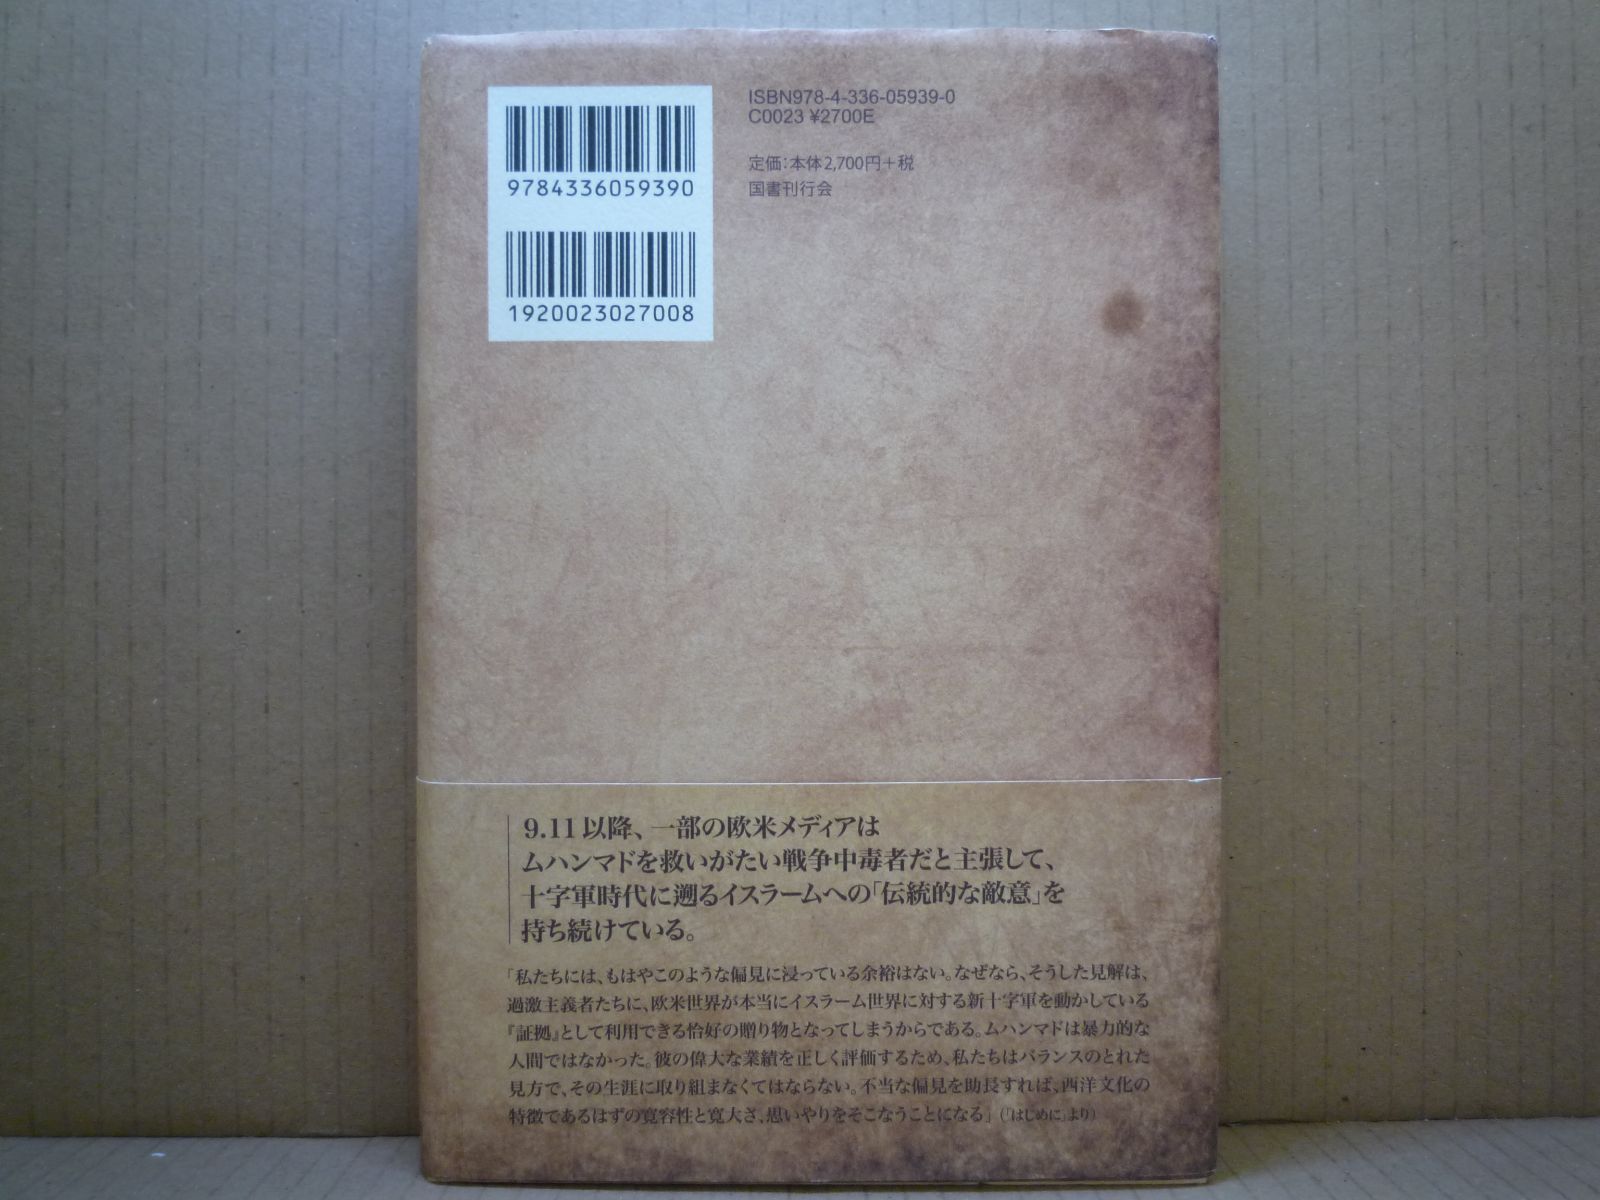 ISBN978-4-336-05939-0
C0023 ¥2700E
定価：本体2,700円＋税
国書刊行会
9784336059390
1920023027008
9.11以降、一部の欧米メディアは
ムハンマドを救いがたい戦争中毒者だと主張して、
十字軍時代に遡るイスラームへの「伝統的な敵意」を
持ち続けている。
「私たちには、もはやこのような偏見に浸っている余裕はない。なぜなら、そうした見解は、
過激主義者たちに、欧米世界が本当にイスラーム世界に対する新十字軍を動かしている
『証拠』として利用できる恰好の贈り物となってしまうからである。ムハンマドは暴力的な
人間ではなかった。彼の偉大な業績を正しく評価するため、私たちはバランスのとれた
見方で、その生涯に取り組まなくてはならない。不当な偏見を助長すれば、西洋文化の
特徴であるはずの寛容性と寛大さ、思いやりをそこなうことになる」（「はじめに」より）